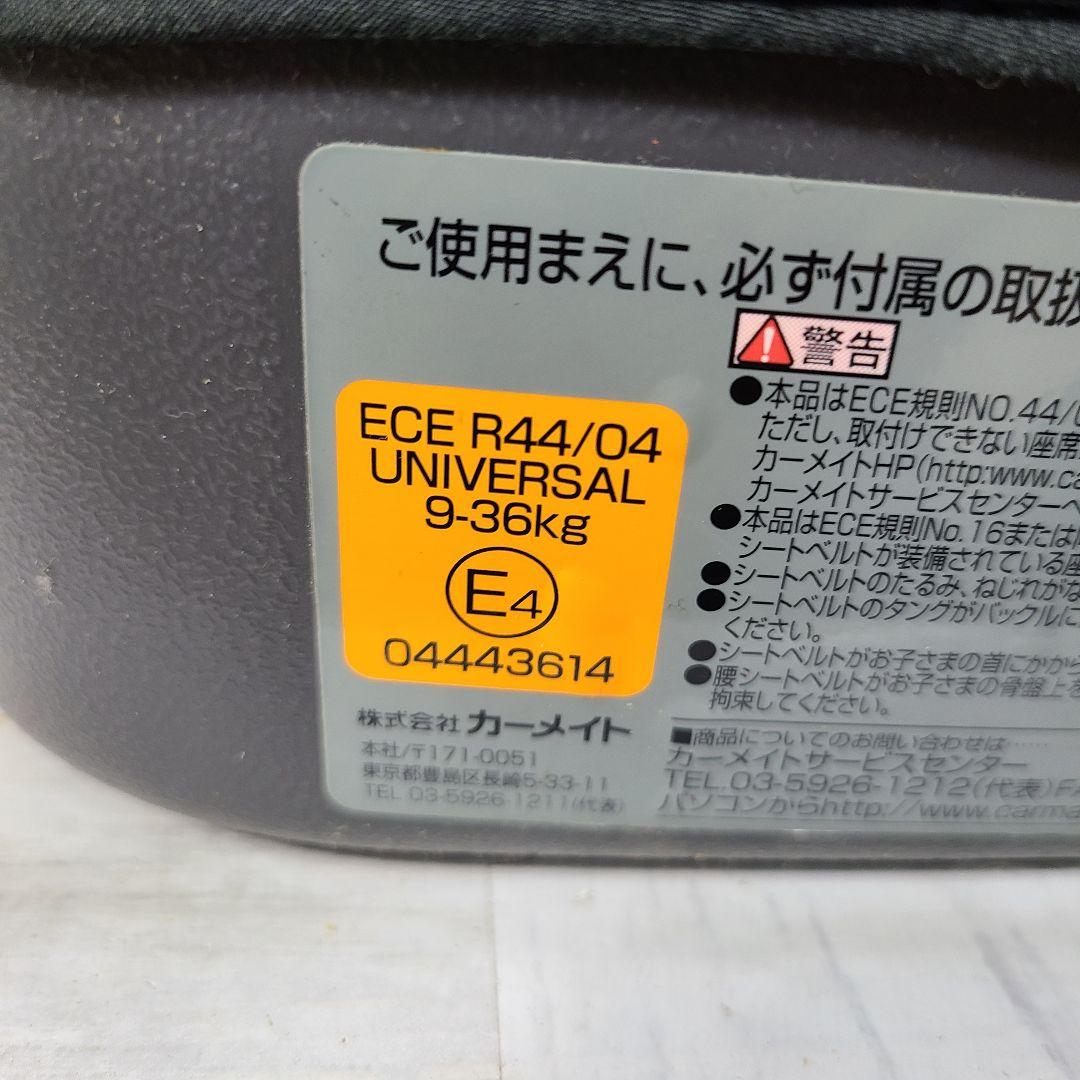 ご使用まえに、必ず付属の取扱
警告
●本品はECE規則NO.44/0
ただし、取付けできない座席
カーメイトHP(http:www.ca
カーメイトサービスセンターへ
●本品はECE規則No.16または
シートベルトが装備されている座
●シートベルトのたるみ、ねじれがな
●シートベルトのタングがバックルに
ください。
●シートベルトがお子さまの首にかから
●腰シートベルトがお子さまの骨盤上を
拘束してください。
ECE R44/04
UNIVERSAL
9-36kg
E4
04443614
株式会社 カーメイト
本社/〒171-0051
東京都豊島区長崎5-33-11
TEL 03-5926-1211(代表)
■商品についてのお問い合わせは……
カーメイトサービスセンター
TEL.03-5926-1212(代表)FA
パソコンからhttp://www.carma